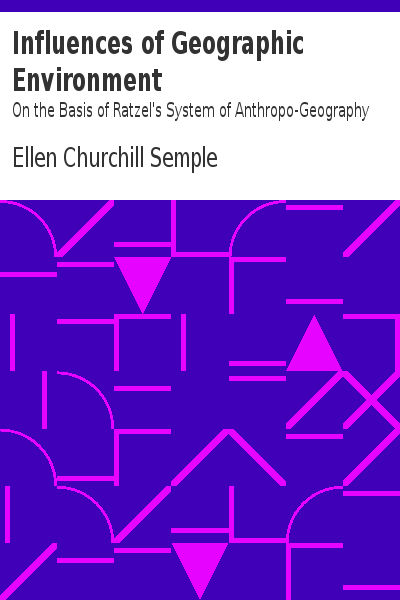 Influences of Geographic
Environment
On the Basis of Ratzel's System of Anthropo-Geography
Ellen Churchill Semple